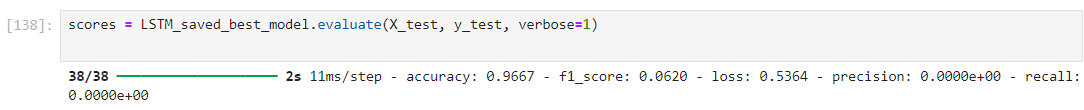 [138]: scores = LSTM_saved_best_model.evaluate(X_test, y_test, verbose=1)
38/38 ━━━━━━━━━━━━━━━━━━━━ 2s 11ms/step - accuracy: 0.9667 - f1_score: 0.0620 - loss: 0.5364 - precision: 0.0000e+00 - recall:
0.0000e+00